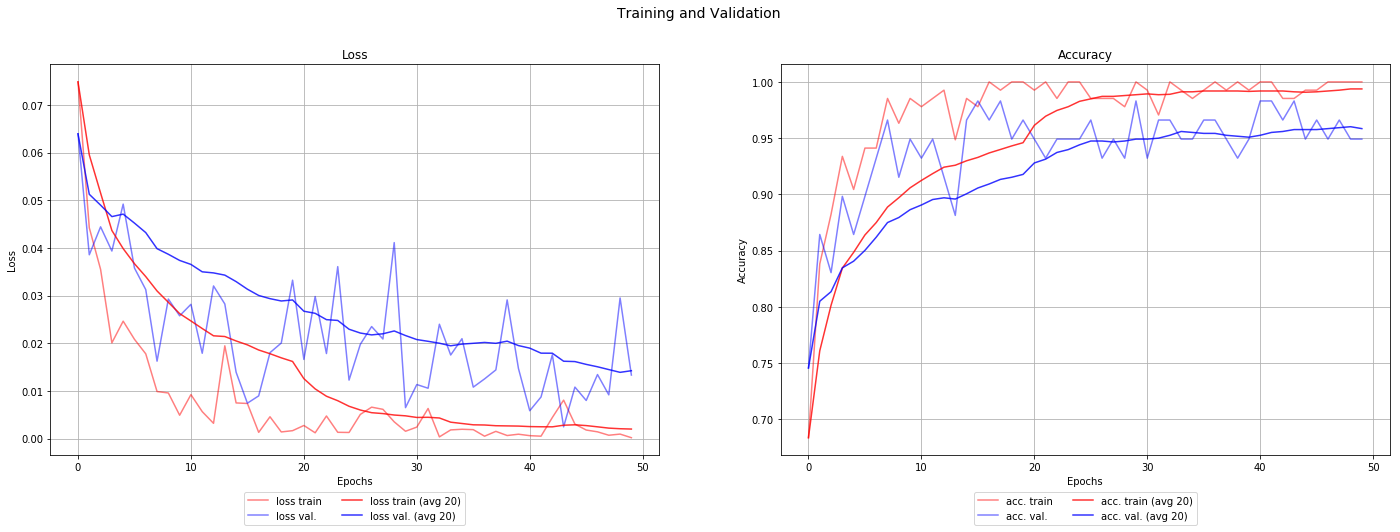 Training and Validation
Loss
0.07
0.06
0.05
0.04
0.03
0.02
0.01
0.00
Loss
0 10 20 30 40 50
Epochs
loss train loss train (avg 20)
loss val. loss val. (avg 20)
Accuracy
1.00
0.95
0.90
0.85
0.80
0.75
0.70
Accuracy
0 10 20 30 40 50
Epochs
acc. train acc. train (avg 20)
acc. val. acc. val. (avg 20)